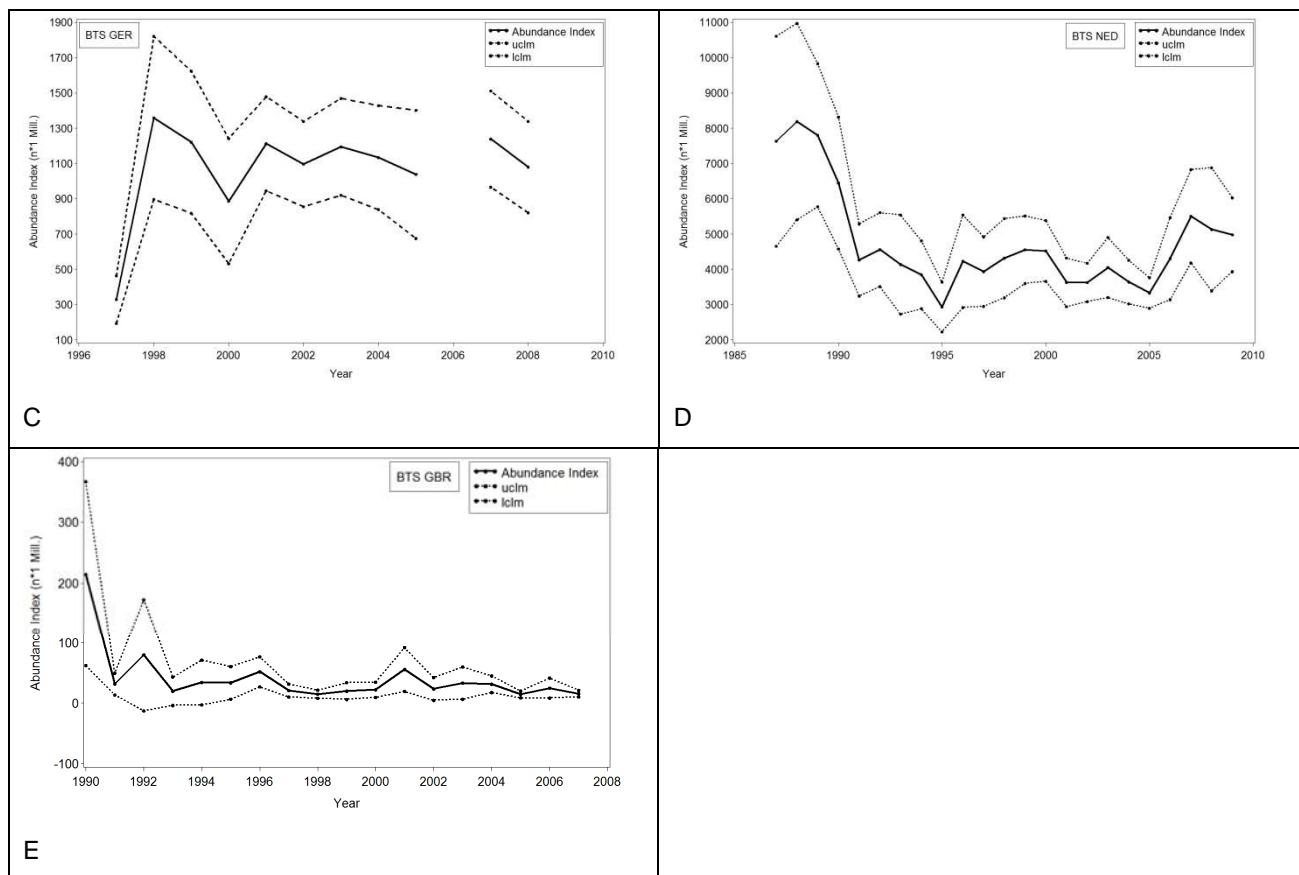 BTS GER
Abundance Index
uclm
lclm
Abundance Index (n*1 Mill.)
1900
1700
1500
1300
1100
900
700
500
300
100
1996
1998
2000
2002
2004
2006
2008
2010
Year
C
BTS NED
Abundance Index
uclm
lclm
Abundance Index (n*1 Mill.)
11000
10000
9000
8000
7000
6000
5000
4000
3000
2000
1985
1990
1995
2000
2005
2010
Year
D
BTS GBR
Abundance Index
uclm
lclm
Abundance Index (n*1 Mill.)
400
300
200
100
0
-100
1990
1992
1994
1996
1998
2000
2002
2004
2006
2008
Year
E